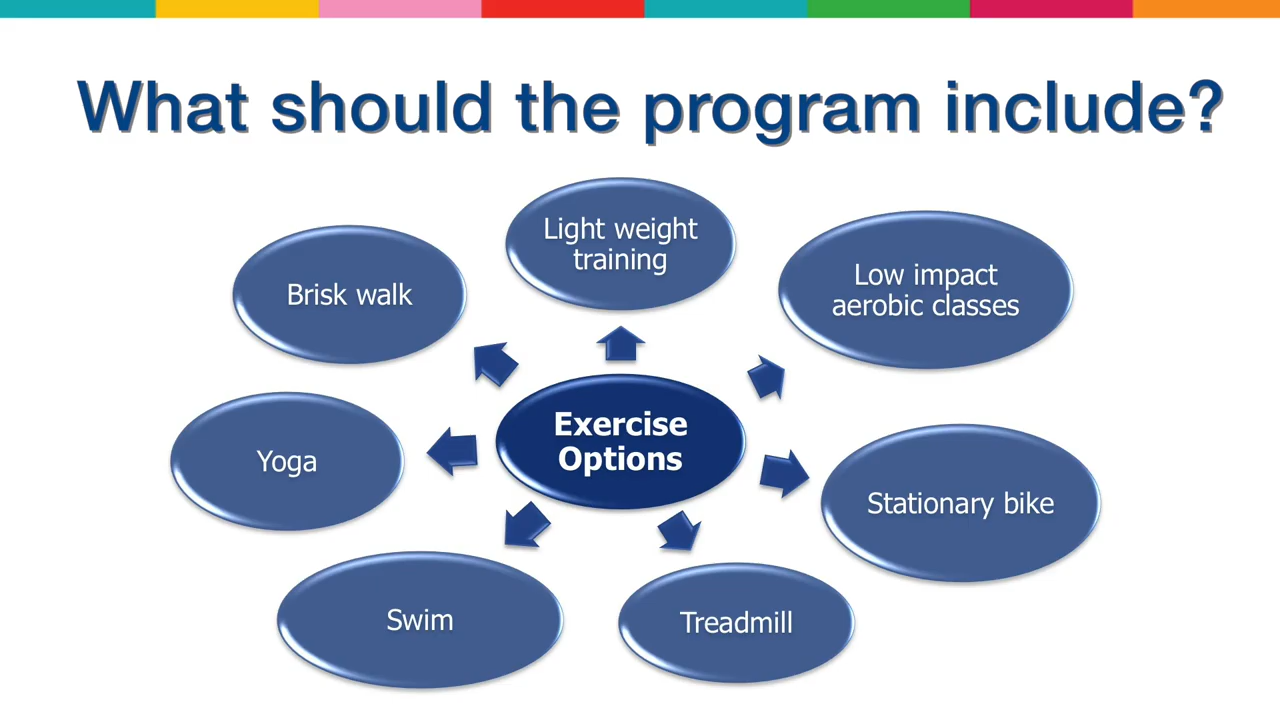 What should the program include?
Light weight
training
Brisk walk
Low impact
aerobic classes
Exercise
Options
Yoga
Stationary bike
Swim
Treadmill